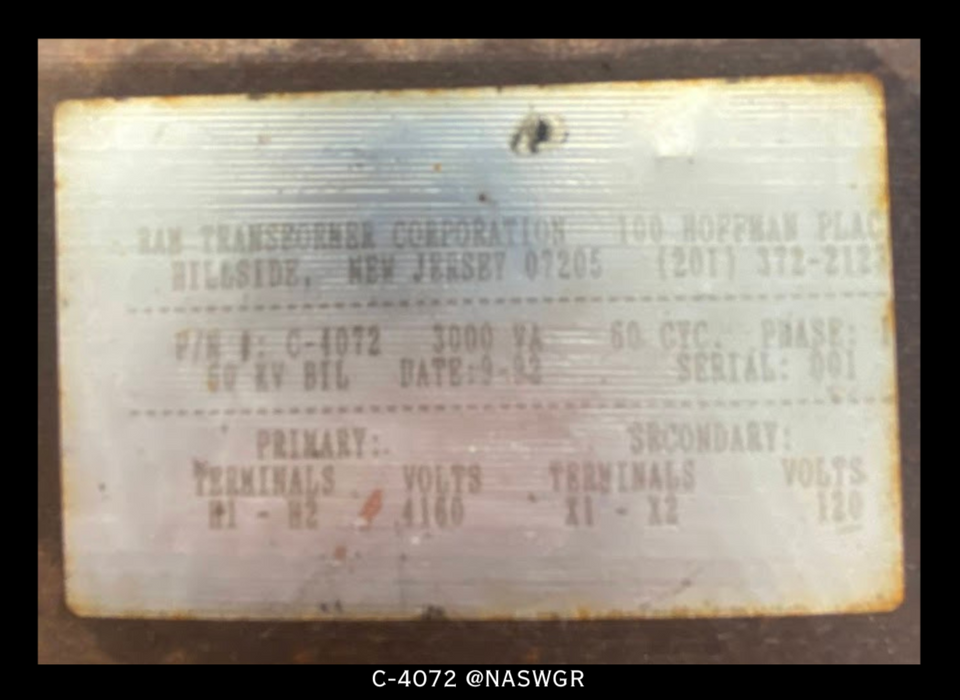 RAM TRANSFORMER CORPORATION 100 HOFFMAN PLAC
HILLSIDE, NEW JERSEY 07205 (201) 372-212
P/N #: C-4072 3000 VA 60 CYC. PHASE: 1
60 KV BIL DATE: SERIAL: 001
PRIMARY: SECONDARY:
TERMINALS VOLTS TERMINALS VOLTS
H1 - H2 4160 X1 - X2 120
C-4072 @NASWGR